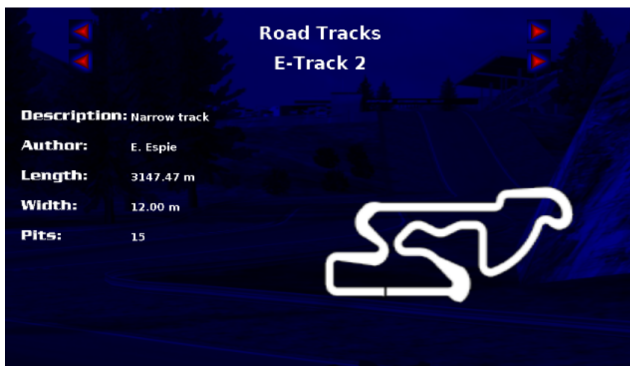 Road Tracks
E-Track 2
Description: Narrow track
Author: E. Espie
Length: 3147.47 m
Width: 12.00 m
Pits: 15